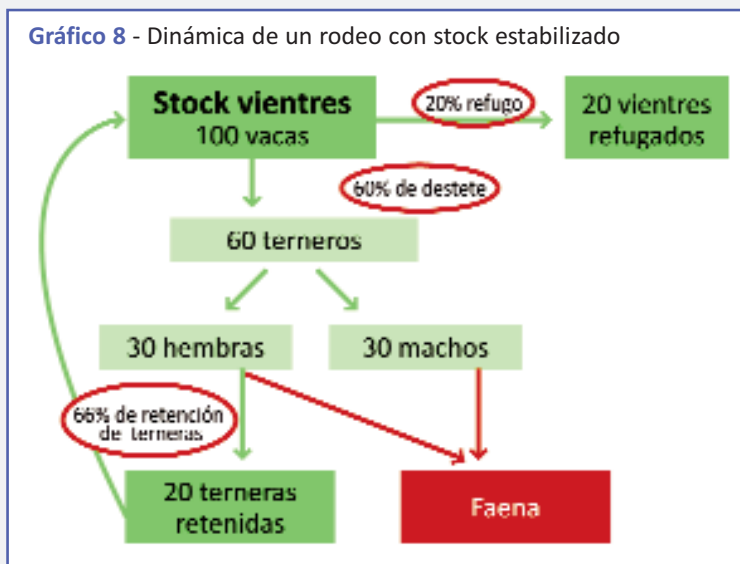 Gráfico 8 - Dinámica de un rodeo con stock estabilizado
Stock vientres
100 vacas
20% refugo
20 vientres
refugados
60% de destete
60 terneros
30 hembras
30 machos
66% de retención
de terneras
20 terneras
retenidas
Faena